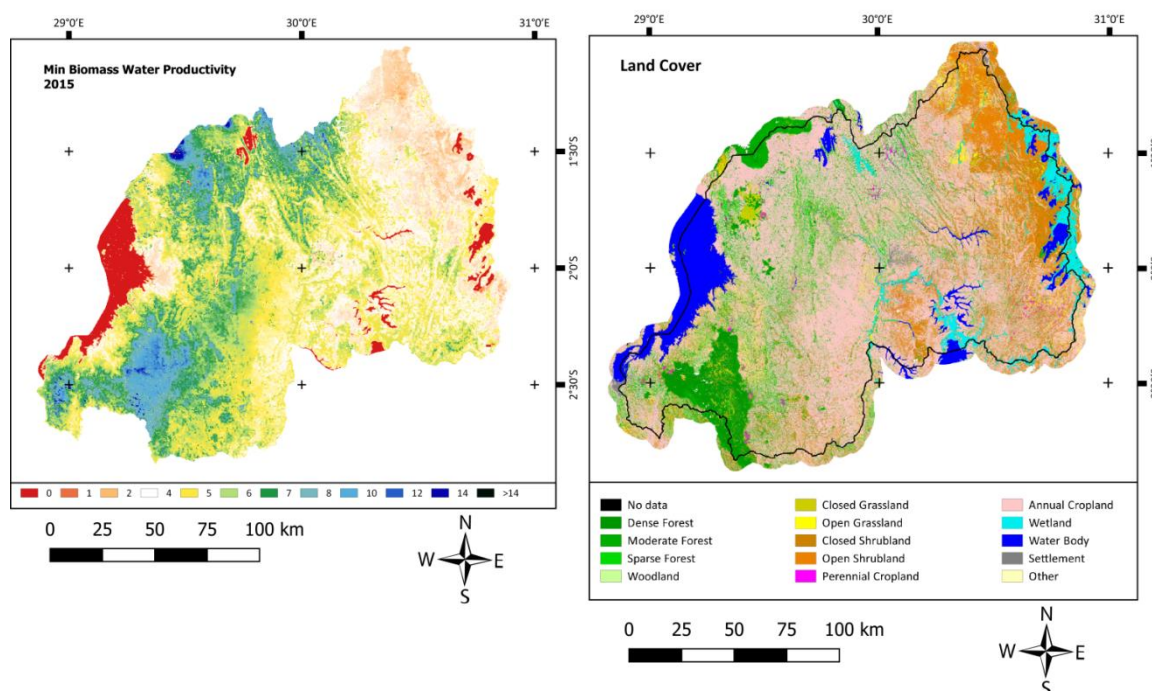 29°0'E
30°0'E
31°0'E
Min Biomass Water Productivity
2015
1°30'S
2°0'S
2°30'S
0 1 2 4 5 6 7 8 10 12 14 >14
0 25 50 75 100 km
N
W E
S
29°0'E
30°0'E
31°0'E
Land Cover
No data
Dense Forest
Moderate Forest
Sparse Forest
Woodland
Closed Grassland
Open Grassland
Closed Shrubland
Open Shrubland
Perennial Cropland
Annual Cropland
Wetland
Water Body
Settlement
Other
0 25 50 75 100 km
N
W E
S